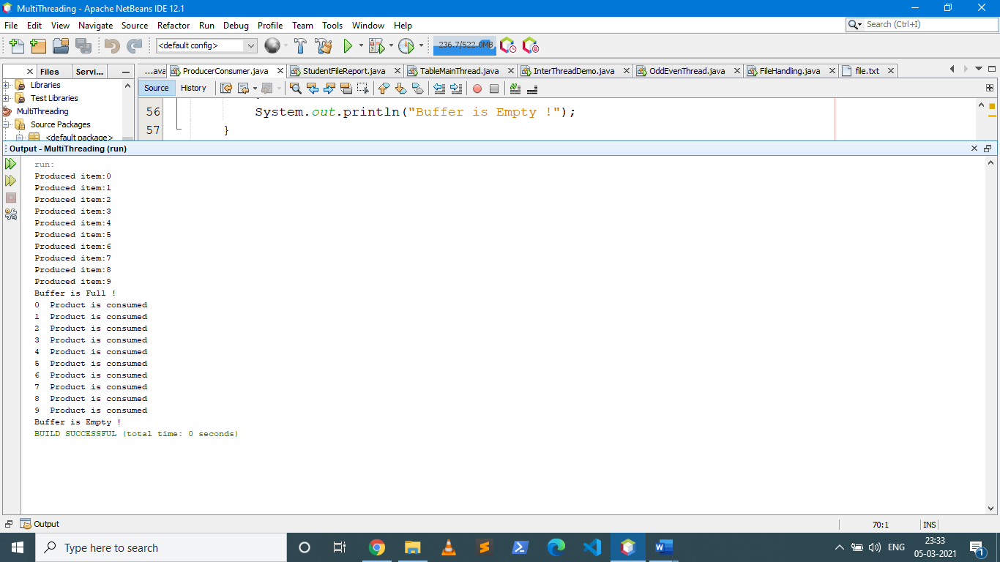 MultiThreading - Apache NetBeans IDE 12.1
File Edit View Navigate Source Refactor Run Debug Profile Team Tools Window Help
Search (Ctrl+I)
<default config>
236.7/522.0MB
Files Servi...
...ava ProducerConsumer.java StudentFileReport.java TableMainThread.java InterThreadDemo.java OddEvenThread.java FileHandling.java file.txt
Libraries
Test Libraries
MultiThreading
Source Packages
<default package>
Source History
56 System.out.println("Buffer is Empty !");
57 }
Output - MultiThreading (run)
run:
Produced item:0
Produced item:1
Produced item:2
Produced item:3
Produced item:4
Produced item:5
Produced item:6
Produced item:7
Produced item:8
Produced item:9
Buffer is Full !
0 Product is consumed
1 Product is consumed
2 Product is consumed
3 Product is consumed
4 Product is consumed
5 Product is consumed
6 Product is consumed
7 Product is consumed
8 Product is consumed
9 Product is consumed
Buffer is Empty !
BUILD SUCCESSFUL (total time: 0 seconds)
Output
70:1 INS
Type here to search
ENG
23:33
05-03-2021
1